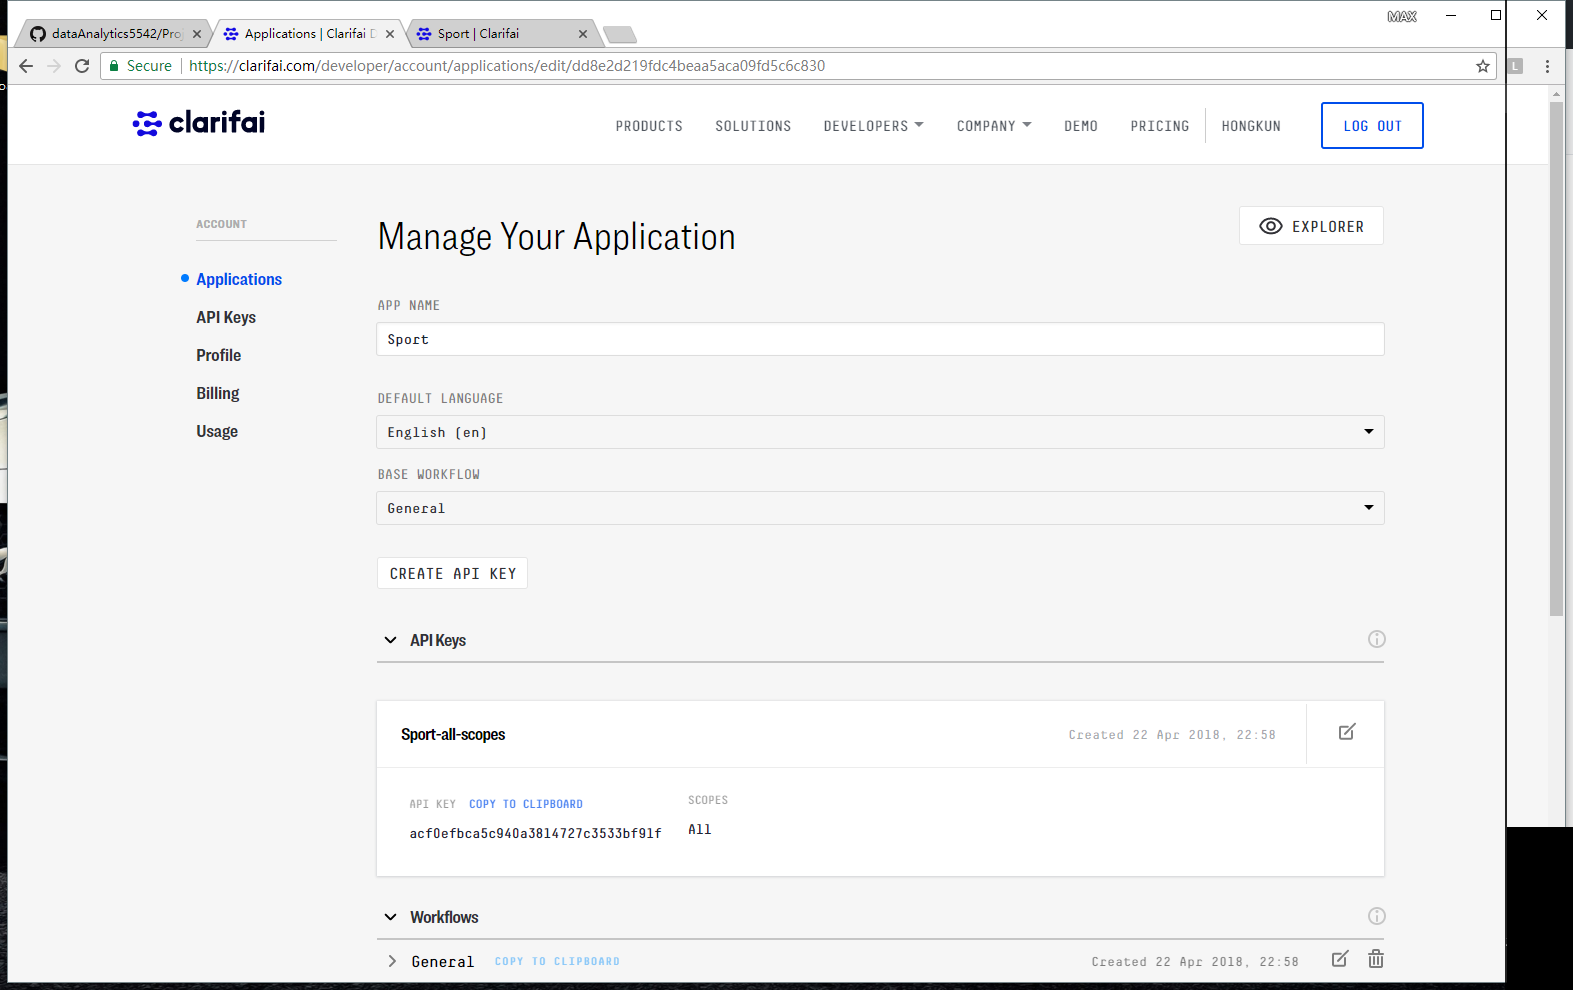 MAX
dataAnalytics5542/Proj
Applications | Clarifai D
Sport | Clarifai
Secure
https://clarifai.com/developer/account/applications/edit/dd8e2d219fdc4beaa5aca09fd5c6c830
L
clarifai
PRODUCTS
SOLUTIONS
DEVELOPERS
COMPANY
DEMO
PRICING
HONGKUN
LOG OUT
ACCOUNT
Applications
API Keys
Profile
Billing
Usage
Manage Your Application
EXPLORER
APP NAME
Sport
DEFAULT LANGUAGE
English (en)
BASE WORKFLOW
General
CREATE API KEY
API Keys
Sport-all-scopes
Created 22 Apr 2018, 22:58
API KEY COPY TO CLIPBOARD
SCOPES
acf0efbca5c940a3814727c3533bf91f
All
Workflows
General COPY TO CLIPBOARD
Created 22 Apr 2018, 22:58